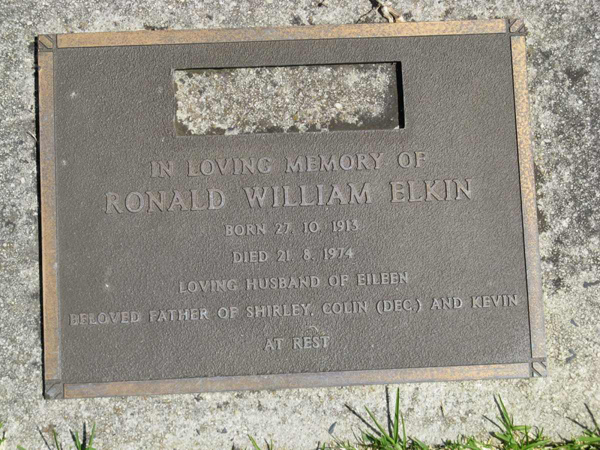 IN LOVING MEMORY OF
RONALD WILLIAM ELKIN
BORN 27. 10. 1913
DIED 21. 8. 1974
LOVING HUSBAND OF EILEEN
BELOVED FATHER OF SHIRLEY, COLIN (DEC,) AND KEVIN
AT REST